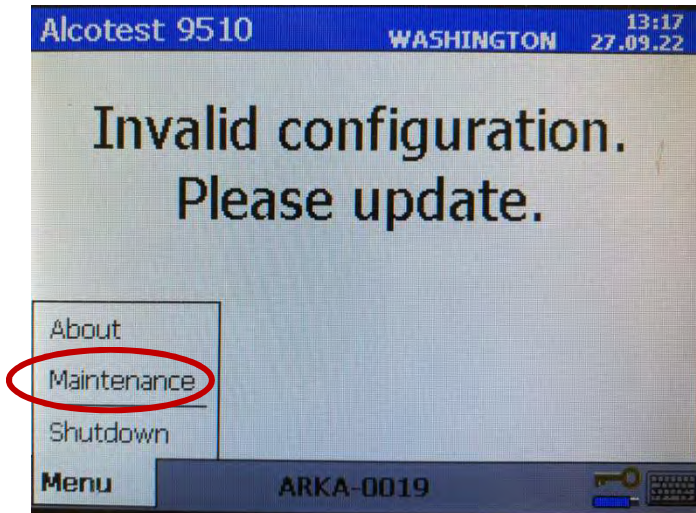 Alcotest 9510 WASHINGTON 13:17
27.09.22
Invalid configuration.
Please update.
About
Maintenance
Shutdown
Menu ARKA-0019